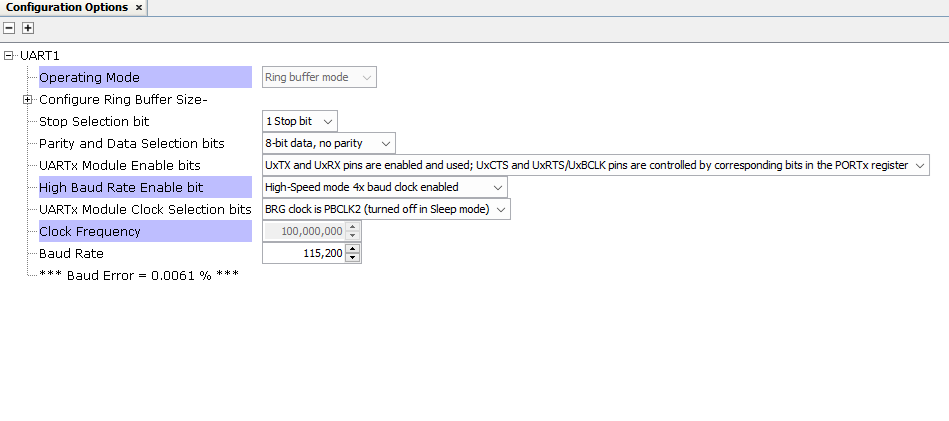 Configuration Options
UART1
Operating Mode Ring buffer mode
Configure Ring Buffer Size-
Stop Selection bit 1 Stop bit
Parity and Data Selection bits 8-bit data, no parity
UARTx Module Enable bits UxTX and UxRX pins are enabled and used; UxCTS and UxRTS/UxBCLK pins are controlled by corresponding bits in the PORTx register
High Baud Rate Enable bit High-Speed mode 4x baud clock enabled
UARTx Module Clock Selection bits BRG clock is PBCLK2 (turned off in Sleep mode)
Clock Frequency 100,000,000
Baud Rate 115,200
*** Baud Error = 0.0061 % ***